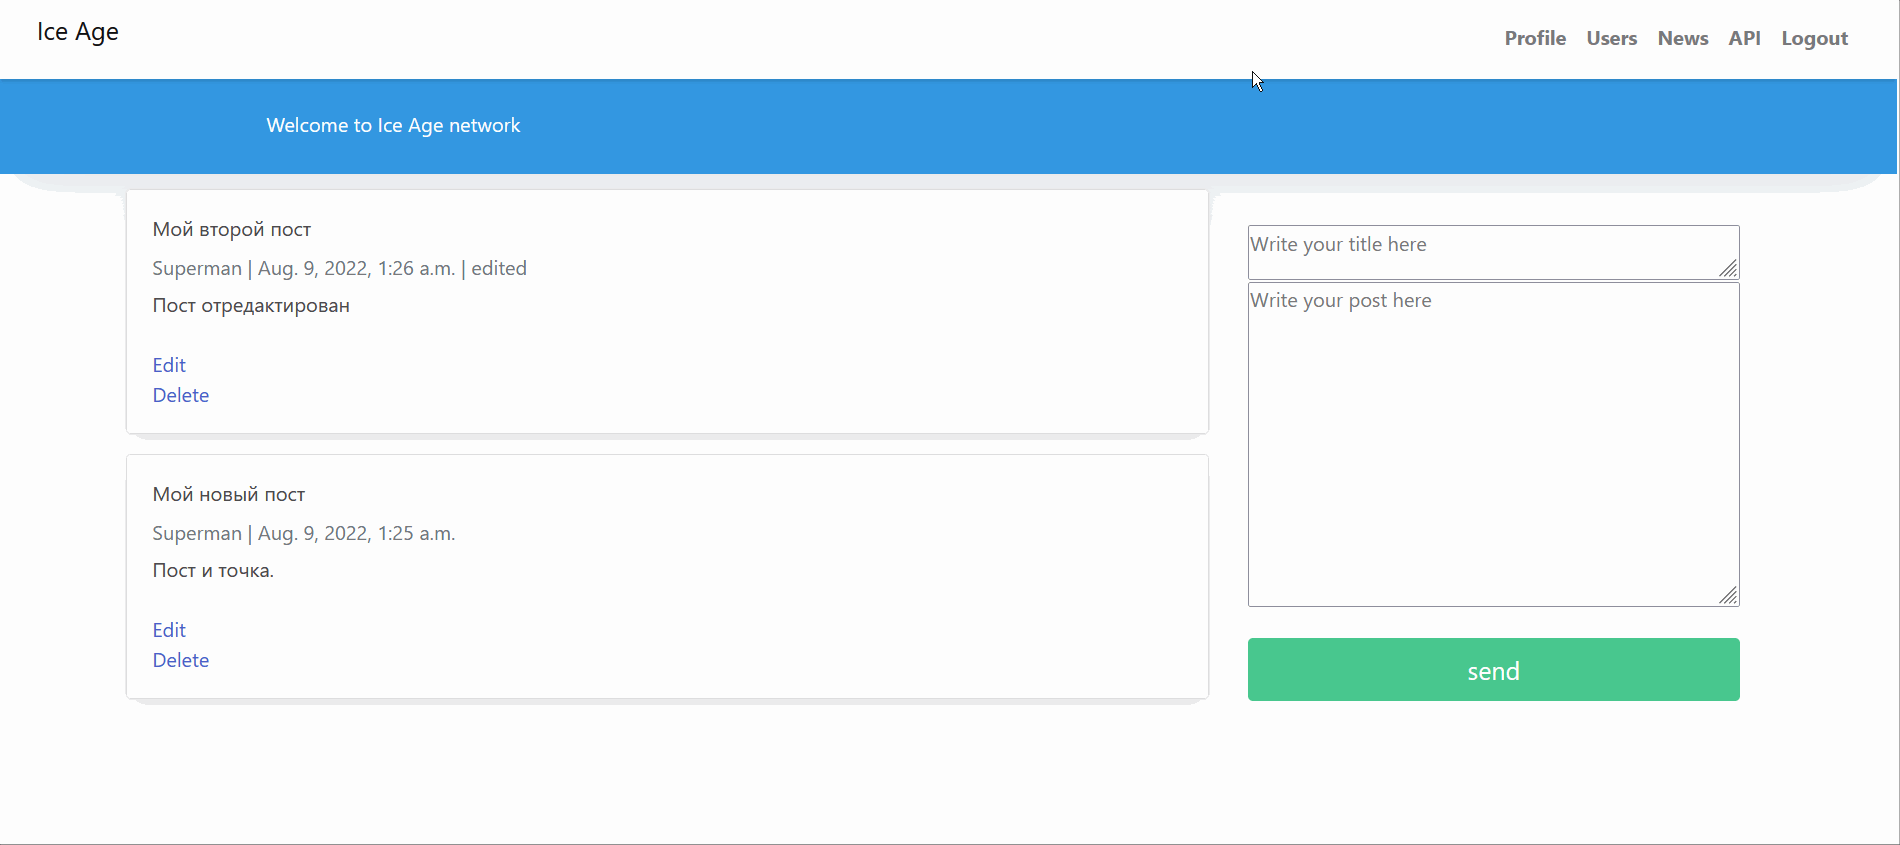 Ice Age
Profile Users News API Logout
Welcome to Ice Age network
Мой второй пост
Superman | Aug. 9, 2022, 1:26 a.m. | edited
Пост отредактирован
Edit
Delete
Мой новый пост
Superman | Aug. 9, 2022, 1:25 a.m.
Пост и точка.
Edit
Delete
Write your title here
Write your post here
send